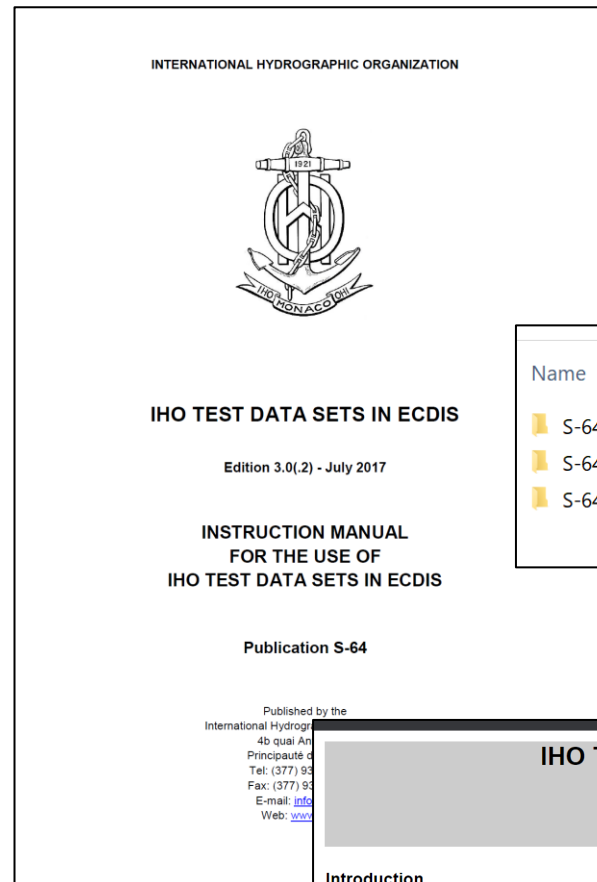 INTERNATIONAL HYDROGRAPHIC ORGANIZATION
1921
IHO MONACO OHI
IHO TEST DATA SETS IN ECDIS
Edition 3.0(.2) - July 2017
INSTRUCTION MANUAL
FOR THE USE OF
IHO TEST DATA SETS IN ECDIS
Publication S-64
Published by the
International Hydrogr
4b quai An
Principauté d
Tel: (377) 93
Fax: (377) 93
E-mail: info
Web: www
Name
S-64
S-64
S-64
IHO T
Introduction